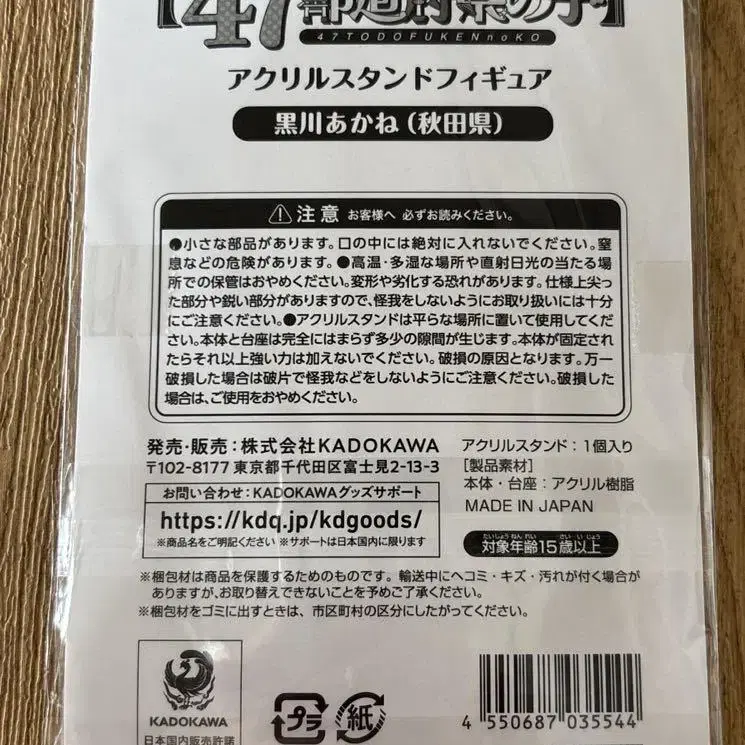 【47都道府県の子】
47TODOFUKENnoKO
アクリルスタンドフィギュア
黒川あかね(秋田県)
注意 お客様へ 必ずお読みください。
●小さな部品があります。口の中には絶対に入れないでください。窒
息などの危険があります。●高温・多湿な場所や直射日光の当たる場
所での保管はおやめください。変形や劣化する恐れがあります。仕様上尖っ
た部分や鋭い部分がありますので、怪我をしないようにお取り扱いには十分
にご注意ください。●アクリルスタンドは平らな場所に置いて使用してくだ
さい。本体と台座は完全にはまらず多少の隙間が生じます。本体が固定され
たらそれ以上強い力は加えないでください。破損の原因となります。万一
破損した場合は破片で怪我などをしないようにご注意ください。破損した
場合は、ご使用をおやめください。
発売・販売:株式会社KADOKAWA
〒102-8177 東京都千代田区富士見2-13-3
お問い合わせ:KADOKAWAグッズサポート
https://kdq.jp/kdgoods/
※商品名をご明記ください ※サポートは日本国内に限ります
アクリルスタンド:1個入り
[製品素材]
本体・台座:アクリル樹脂
MADE IN JAPAN
たいしょうねんれい さいいじょう
対象年齢15歳以上
※梱包材は商品を保護するためのものです。輸送中にヘコミ・キズ・汚れが付く場合が
ありますが、お取り替えできないことを予めご了承ください。
※梱包材をゴミに出すときは、市区町村の区分にしたがってください。
KADOKAWA
日本国内販売許諾
プラ
紙
4 550687 035544